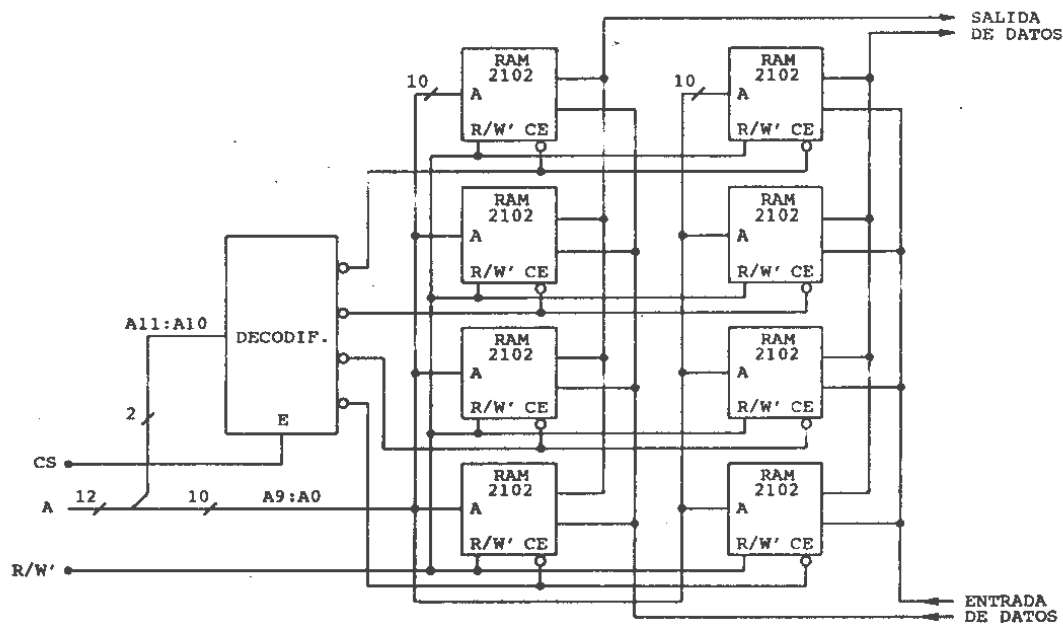 SALIDA
DE DATOS
RAM
2102
10
A
R/W' CE
RAM
2102
10
A
R/W' CE
RAM
2102
A
R/W' CE
RAM
2102
A
R/W' CE
A11:A10
DECODIF.
E
2
RAM
2102
A
R/W' CE
RAM
2102
A
R/W' CE
CS
A
12
10
A9:A0
RAM
2102
A
R/W' CE
RAM
2102
A
R/W' CE
R/W'
ENTRADA
DE DATOS